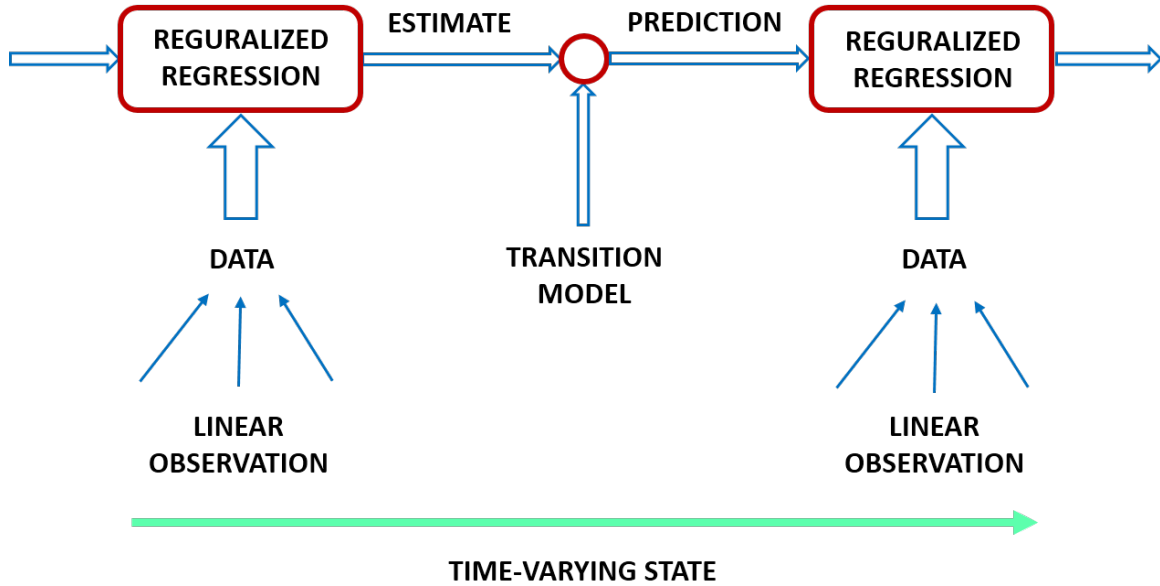 REGURALIZED
REGRESSION
ESTIMATE
PREDICTION
REGURALIZED
REGRESSION
DATA
TRANSITION
MODEL
DATA
LINEAR
OBSERVATION
LINEAR
OBSERVATION
TIME-VARYING STATE